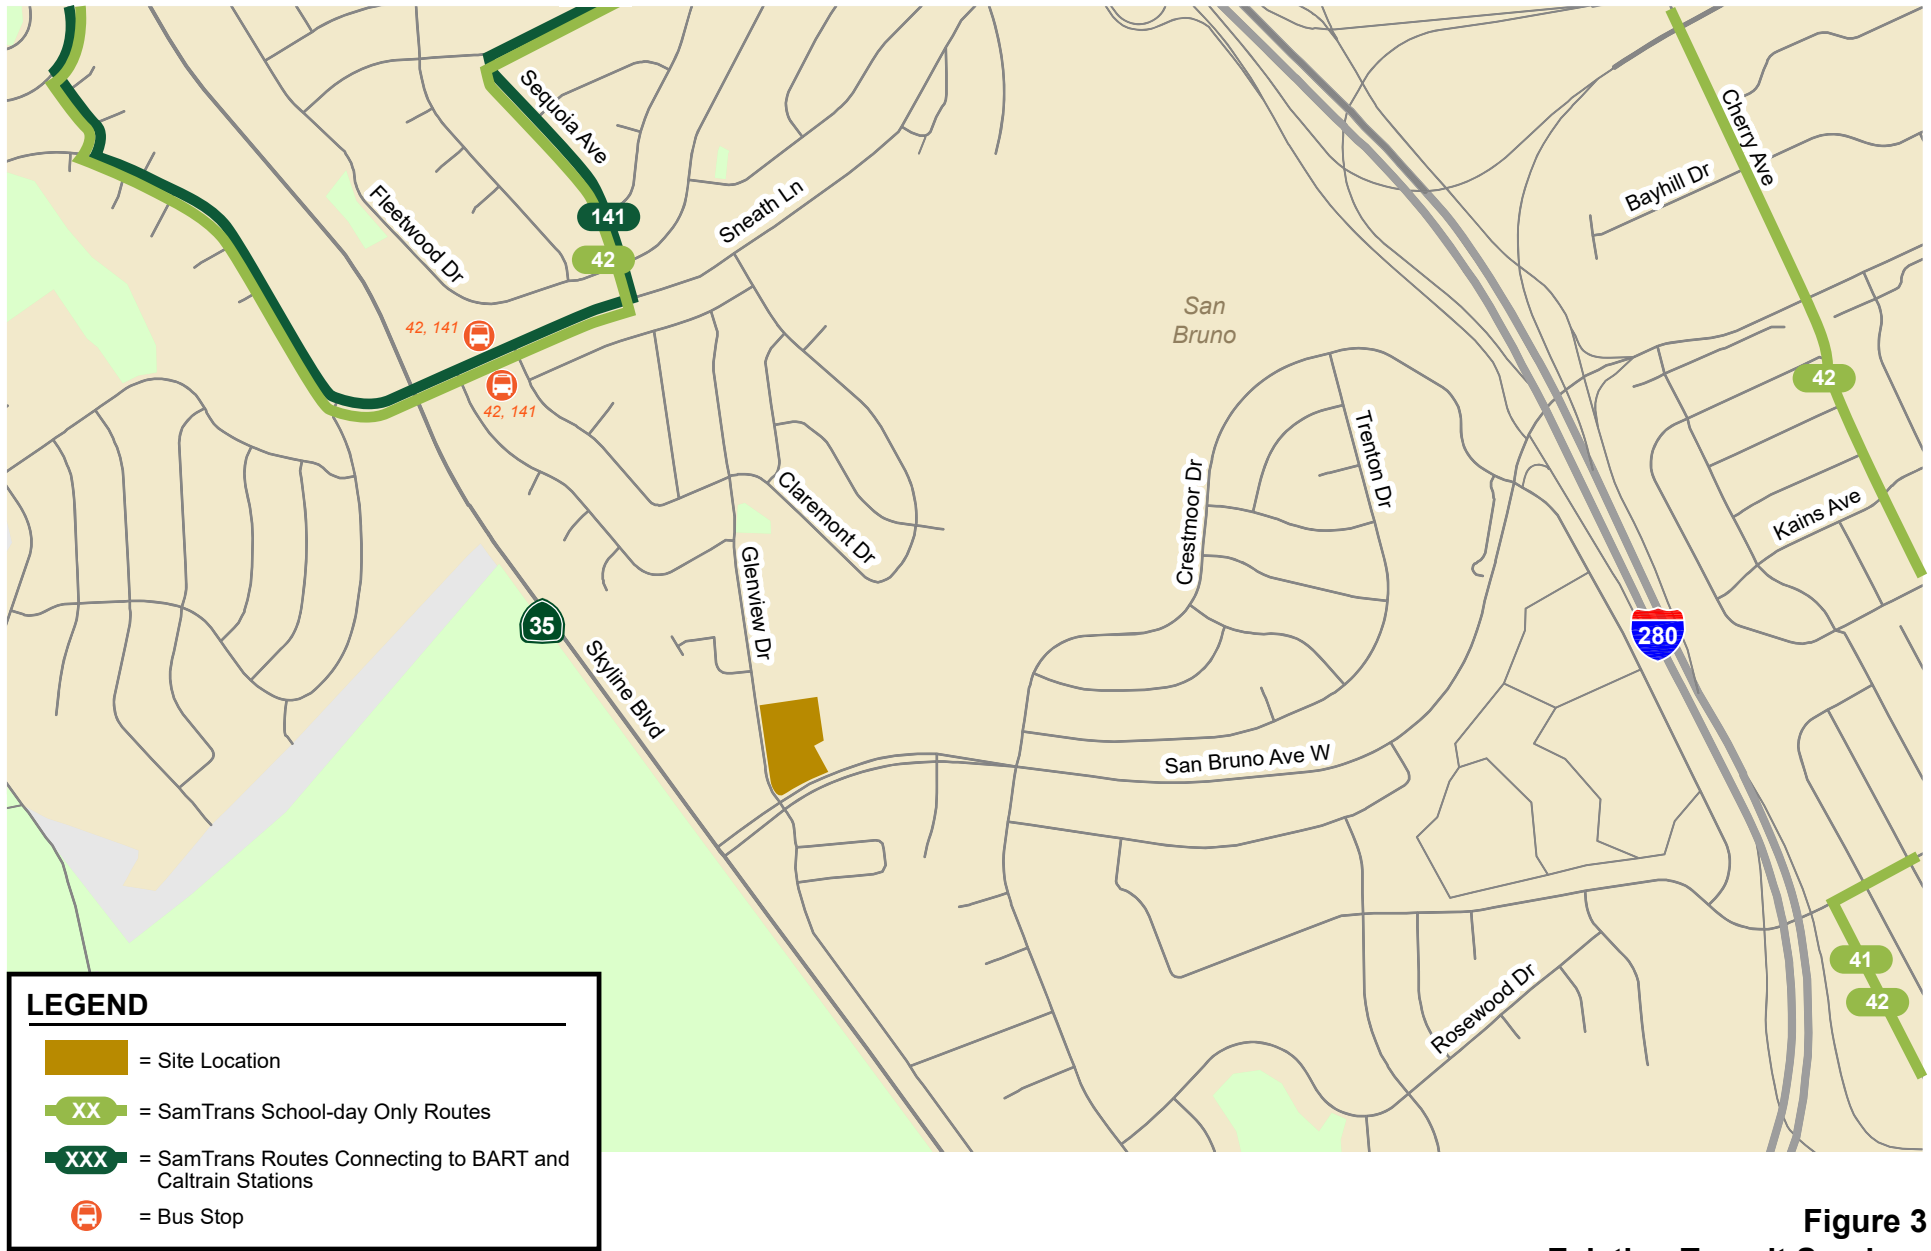 Sequoia Ave
Cherry Ave
Bayhill Dr
Fleetwood Dr
Sneath Ln
141
42
42, 141
42, 141
San
Bruno
42
Trenton Dr
Crestmoor Dr
Claremont Dr
Kains Ave
Glenview Dr
35
Skyline Blvd
280
San Bruno Ave W
41
42
Rosewood Dr
LEGEND
= Site Location
XX = SamTrans School-day Only Routes
XXX = SamTrans Routes Connecting to BART and
Caltrain Stations
= Bus Stop
Figure 3